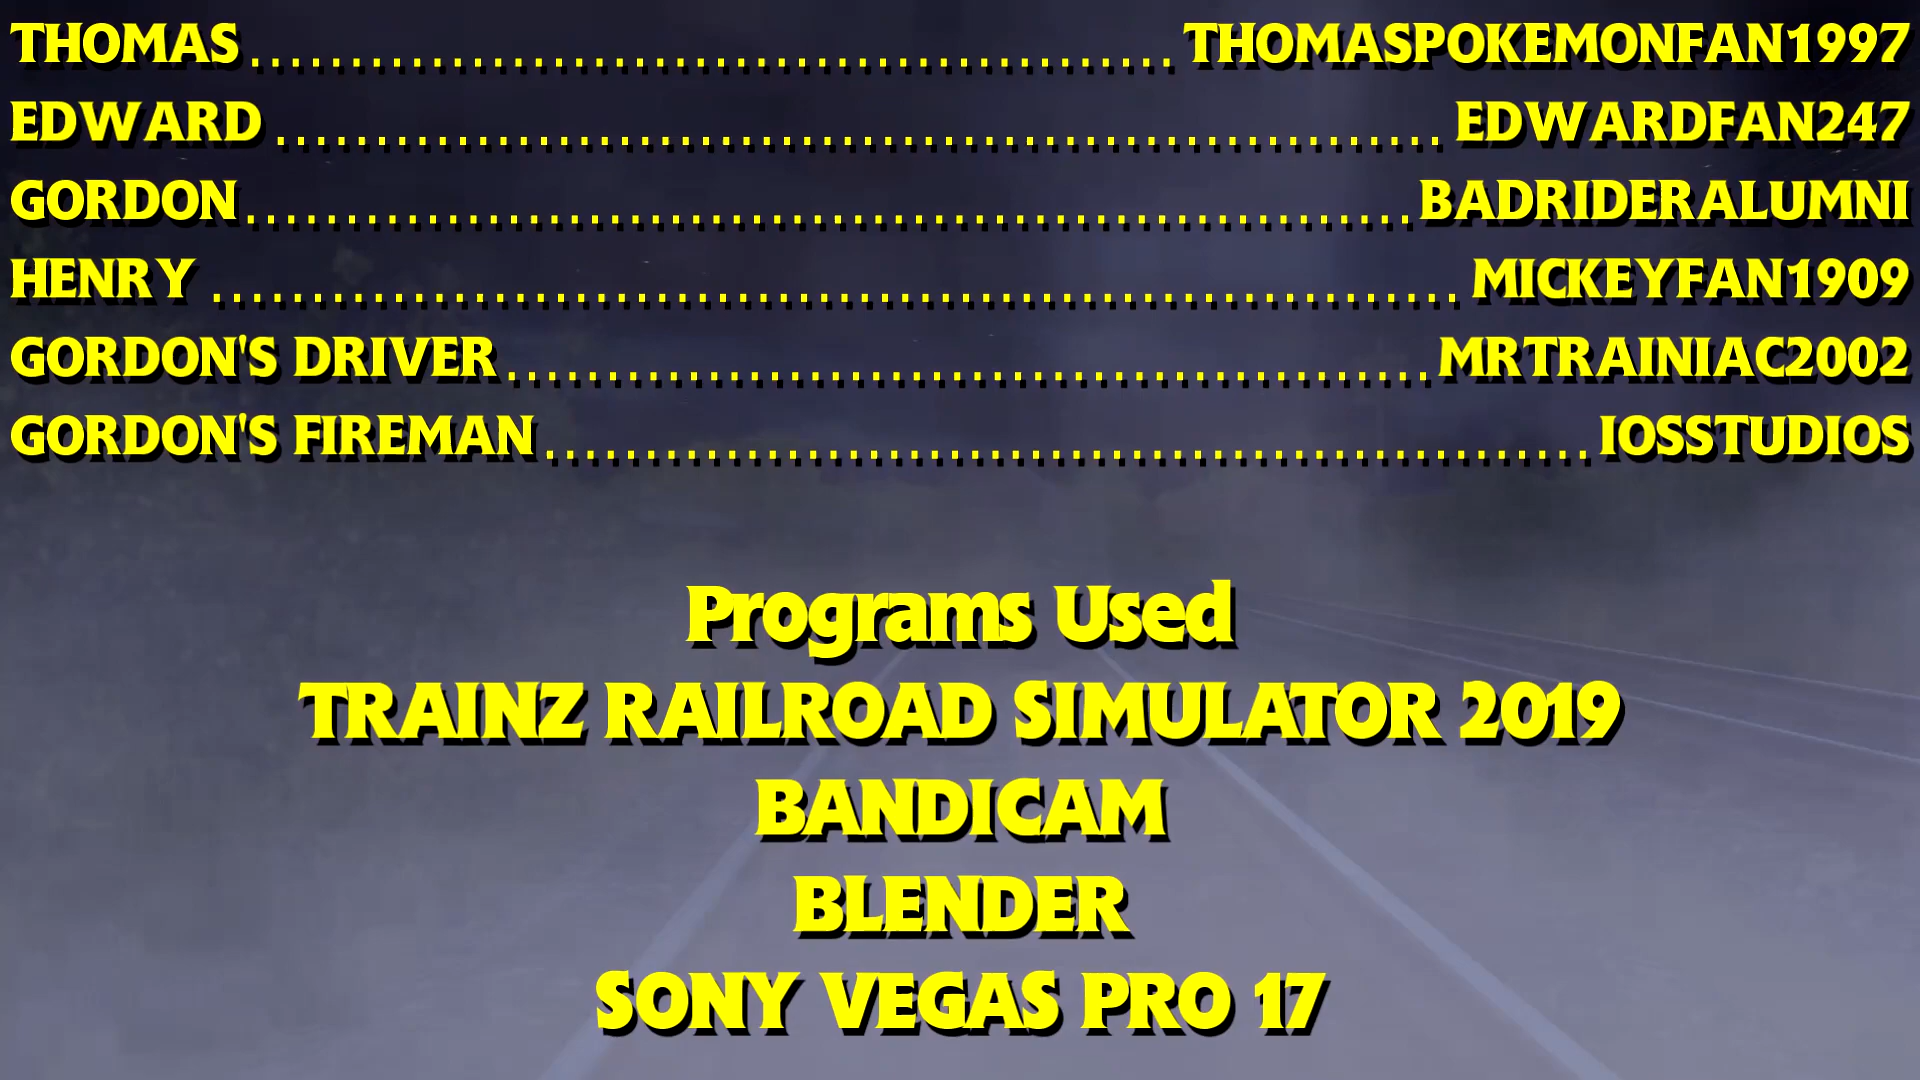 THOMAS..............................................THOMASPOKEMONFAN1997
EDWARD..........................................................EDWARDFAN247
GORDON..........................................................BADRIDERALUMNI
HENRY..............................................................MICKEYFAN1909
GORDON'S DRIVER..............................................MRTRAINIAC2002
GORDON'S FIREMAN....................................................IOSSTUDIOS
Programs Used
TRAINZ RAILROAD SIMULATOR 2019
BANDICAM
BLENDER
SONY VEGAS PRO 17